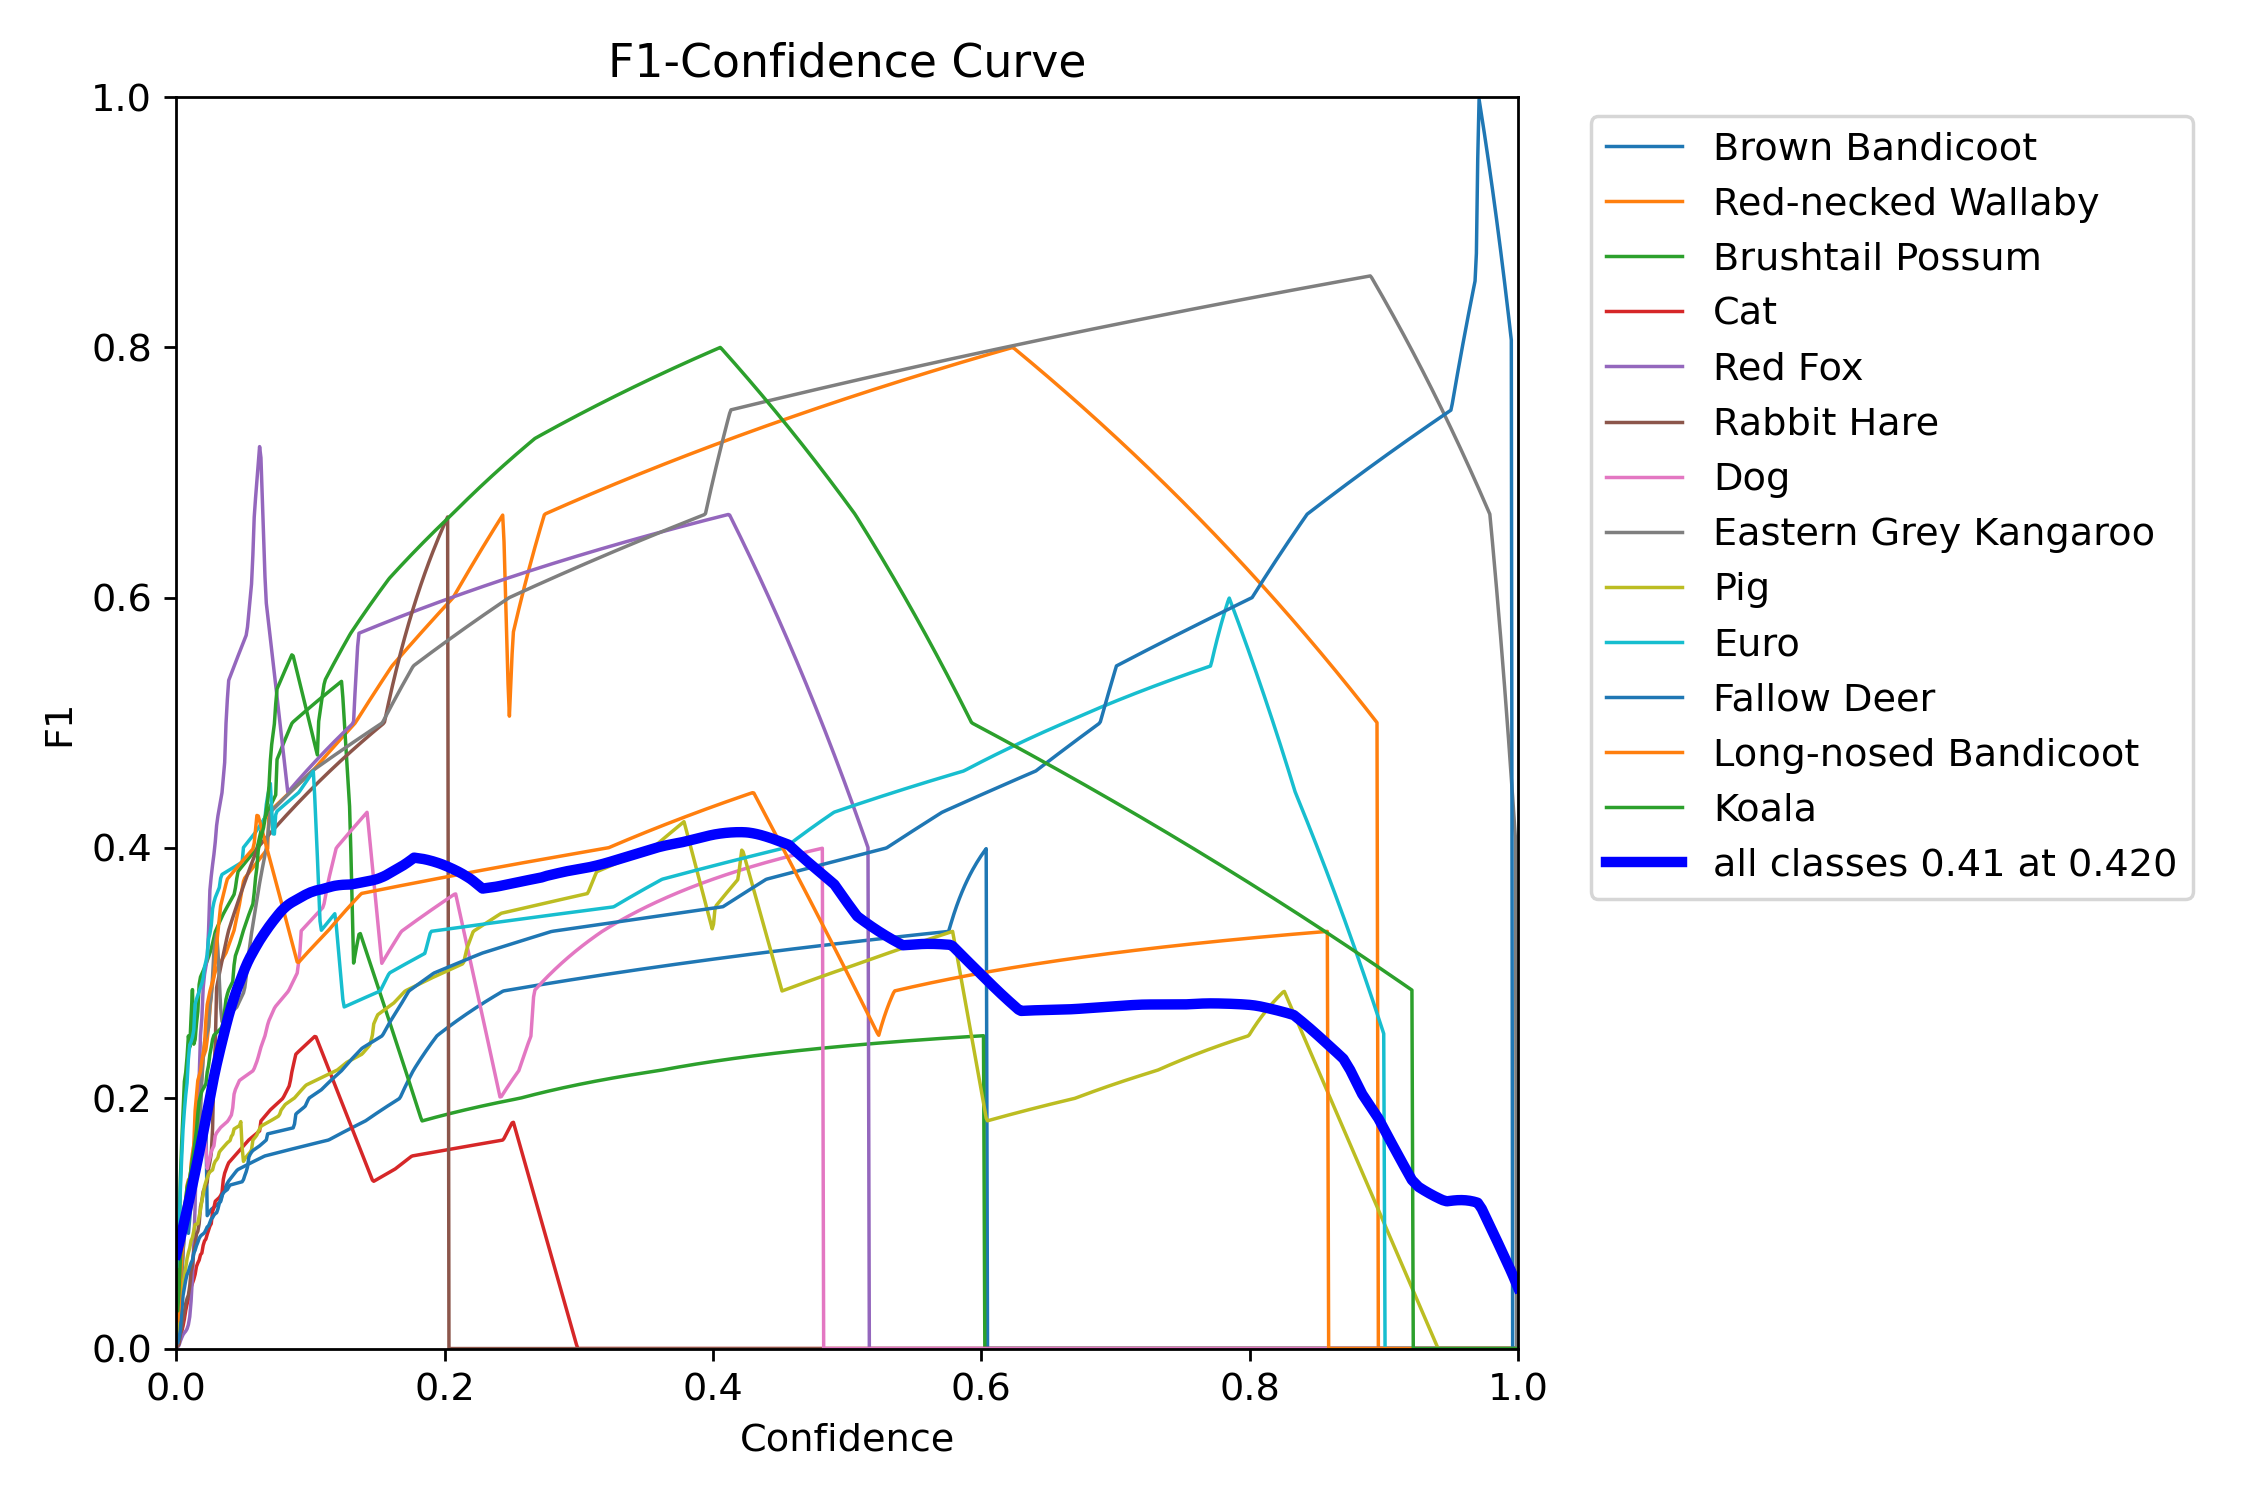 F1-Confidence Curve
1.0
0.8
0.6
0.4
0.2
0.0
F1
0.0 0.2 0.4 0.6 0.8 1.0
Confidence
Brown Bandicoot
Red-necked Wallaby
Brushtail Possum
Cat
Red Fox
Rabbit Hare
Dog
Eastern Grey Kangaroo
Pig
Euro
Fallow Deer
Long-nosed Bandicoot
Koala
all classes 0.41 at 0.420